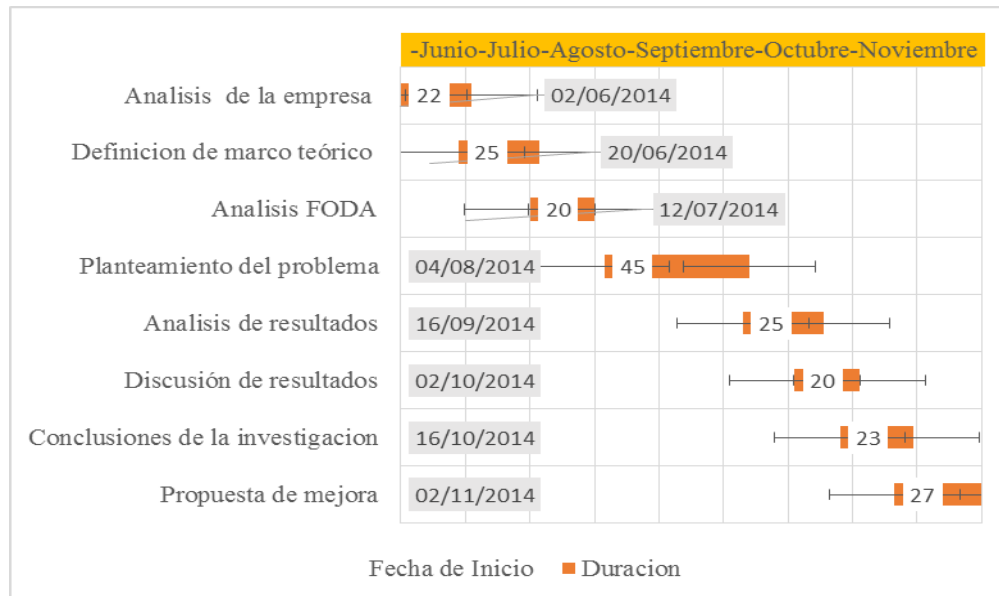 -Junio-Julio-Agosto-Septiembre-Octubre-Noviembre
Analisis de la empresa 22 02/06/2014
Definicion de marco teórico 25 20/06/2014
Analisis FODA 20 12/07/2014
Planteamiento del problema 04/08/2014 45
Analisis de resultados 16/09/2014 25
Discusión de resultados 02/10/2014 20
Conclusiones de la investigacion 16/10/2014 23
Propuesta de mejora 02/11/2014 27
Fecha de Inicio Duracion